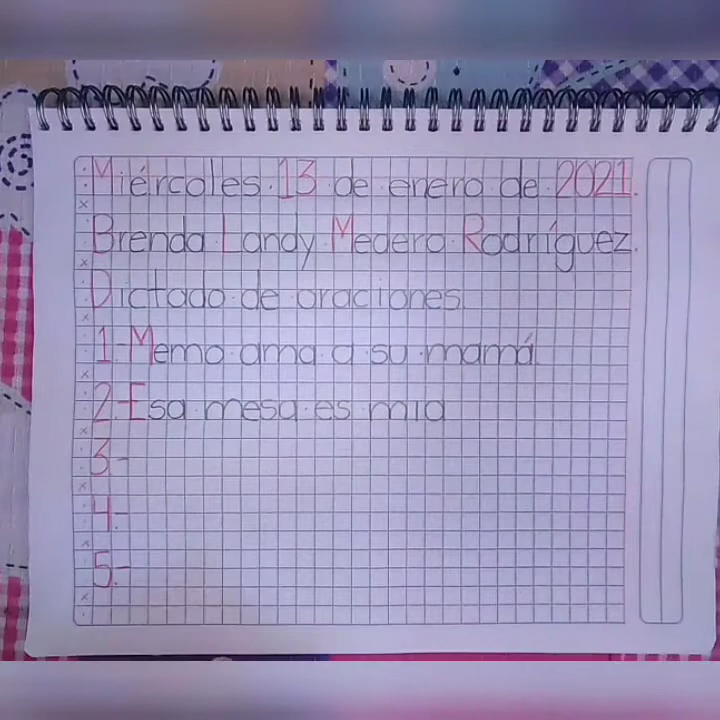 Miércoles 13 de enero de 2021.
Brenda Landy Medero Rodríguez.
Dictado de oraciones
1.-Memo ama a su mamá
2.-Esa mesa es mia
3.-
4.-
5.-